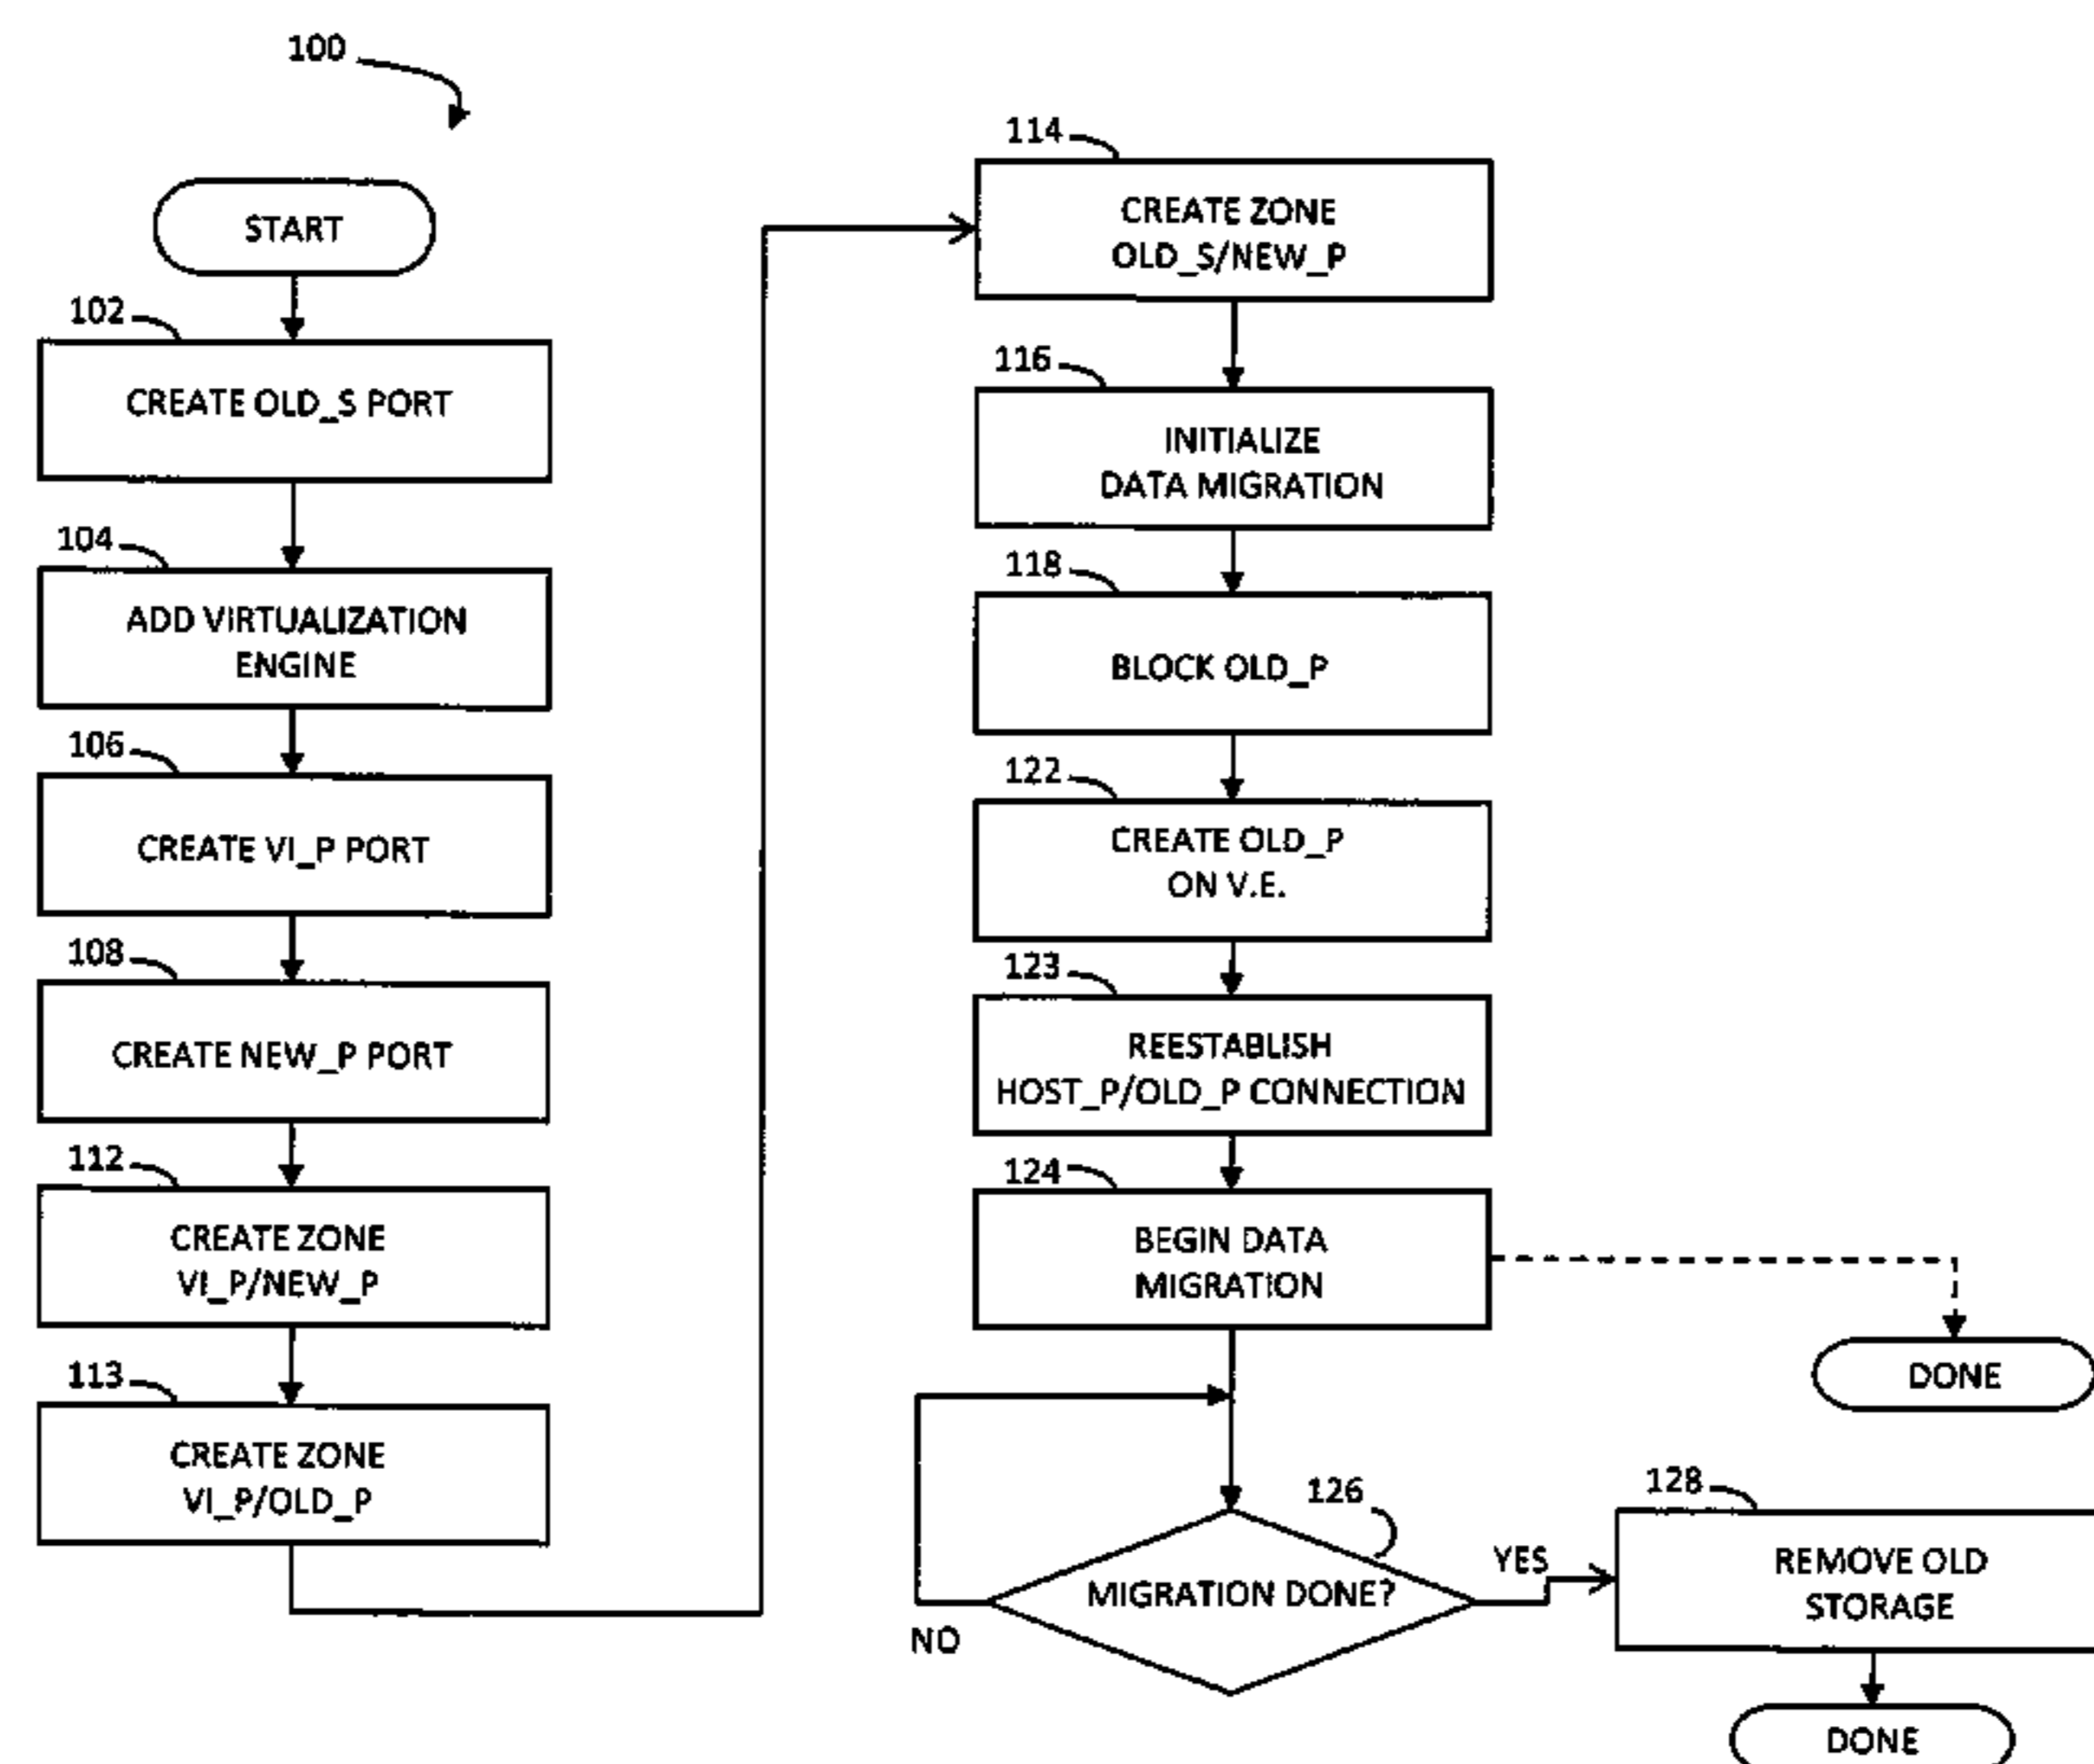 100
START
102
CREATE OLD_S PORT
104
ADD VIRTUALIZATION
ENGINE
106
CREATE VI_P PORT
108
CREATE NEW_P PORT
112
CREATE ZONE
VI_P/NEW_P
113
CREATE ZONE
VI_P/OLD_P
114
CREATE ZONE
OLD_S/NEW_P
116
INITIALIZE
DATA MIGRATION
118
BLOCK OLD_P
122
CREATE OLD_P
ON V.E.
123
REESTABLISH
HOST_P/OLD_P CONNECTION
124
BEGIN DATA
MIGRATION
DONE
126
MIGRATION DONE?
NO
YES
128
REMOVE OLD
STORAGE
DONE